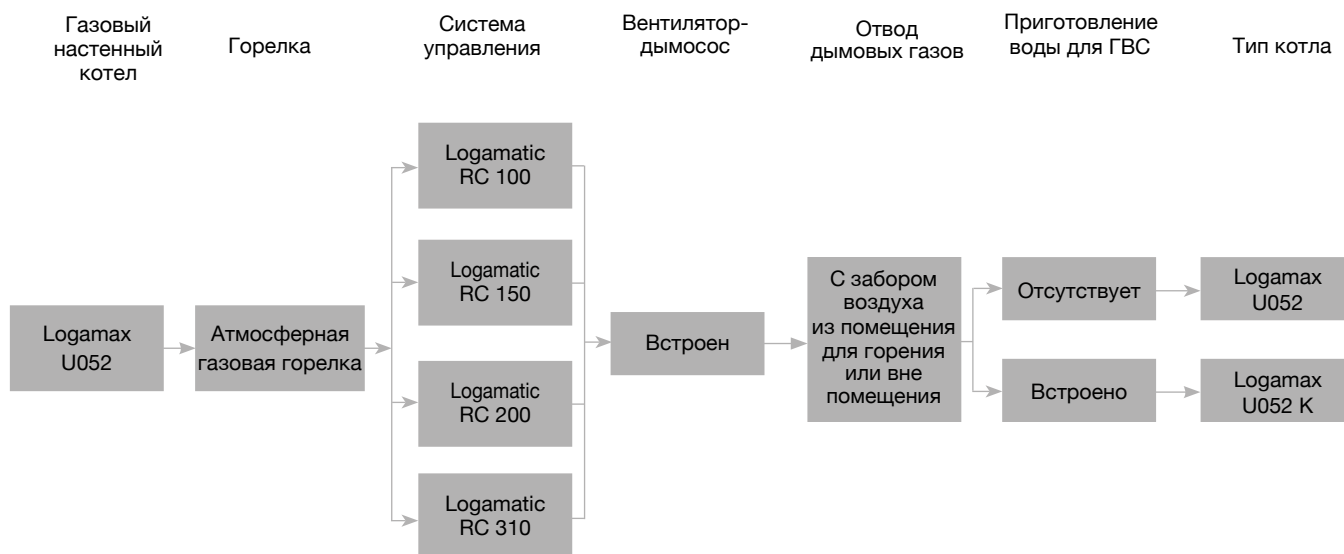 Газовый
настенный
котел
Горелка
Система
управления
Вентилятор-
дымосос
Отвод
дымовых газов
Приготовление
воды для ГВС
Тип котла
Logamax
U052
Атмосферная
газовая горелка
Logamatic
RC 100
Logamatic
RC 150
Logamatic
RC 200
Logamatic
RC 310
Встроен
С забором
воздуха
из помещения
для горения
или вне
помещения
Отсутствует
Встроено
Logamax
U052
Logamax
U052 K